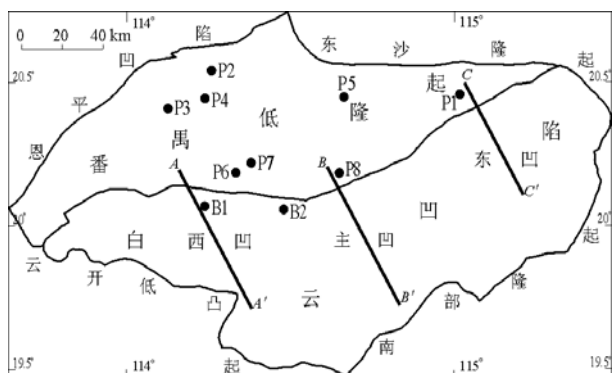 114°
115°
0 20 40 km
20.5
20°
19.5
20.5
20°
19.5
114°
115°
恩平凹陷
东沙隆起
番禺低隆起
白云凹陷
西凹
主凹
东凹
云开低凸起
南部隆起
P1
P2
P3
P4
P5
P6
P7
P8
B1
B2
A
A'
B
B'
C
C'